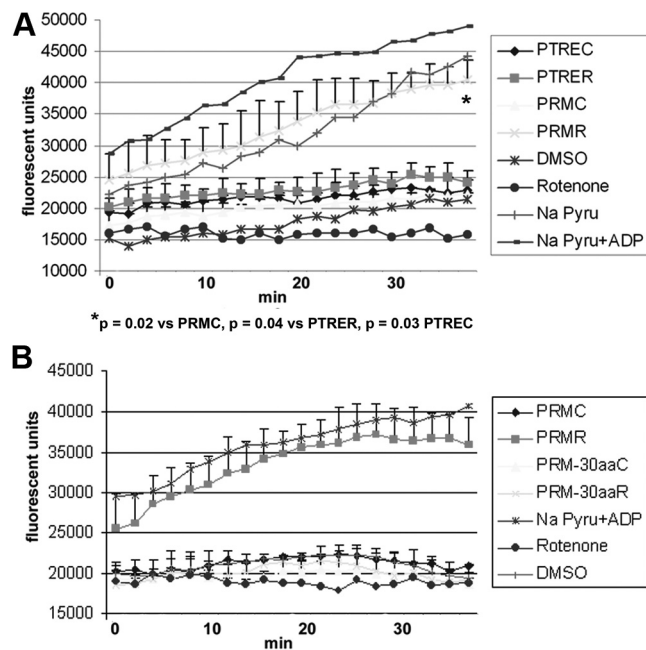 A
50000
45000
40000
35000
30000
25000
20000
15000
10000
fluorescent units
0
10
20
30
min
*
PTREC
PTRER
PRMC
PRMR
DMSO
Rotenone
Na Pyru
Na Pyru+ADP
*p = 0.02 vs PRMC, p = 0.04 vs PTRER, p = 0.03 PTREC
B
45000
40000
35000
30000
25000
20000
15000
fluorescent units
0
10
20
30
min
PRMC
PRMR
PRM-30aaC
PRM-30aaR
Na Pyru+ADP
Rotenone
DMSO